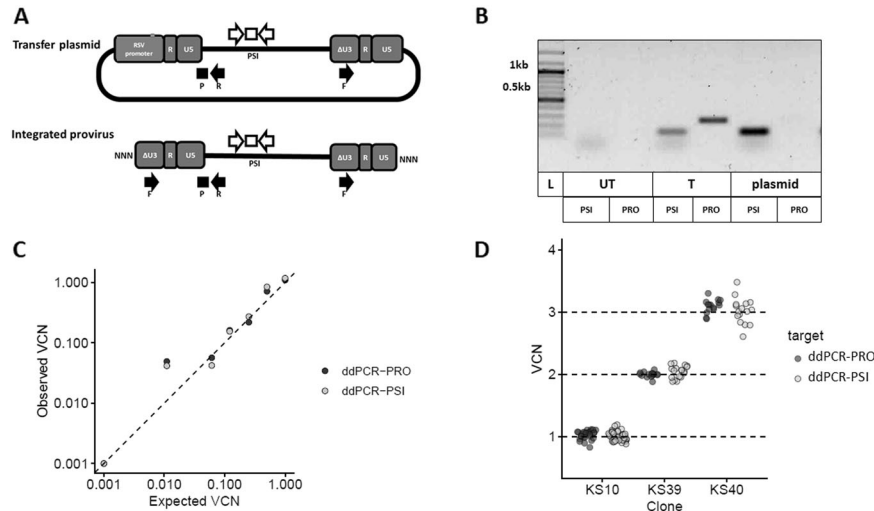 A
Transfer plasmid
RSV promoter
R
U5
PSI
ΔU3
R
U5
P
R
F
Integrated provirus
NNN
ΔU3
R
U5
PSI
ΔU3
R
U5
NNN
F
P
R
F
B
1kb
0.5kb
L
UT
T
plasmid
PSI
PRO
PSI
PRO
PSI
PRO
C
Observed VCN
1.000
0.100
0.010
0.001
0.001
0.010
0.100
1.000
Expected VCN
ddPCR-PRO
ddPCR-PSI
D
VCN
4
3
2
1
KS10
KS39
KS40
Clone
target
ddPCR-PRO
ddPCR-PSI